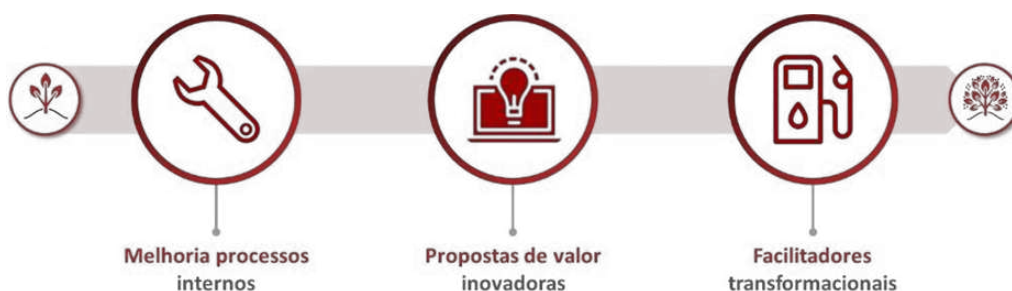 Melhoria processos
internos
Propostas de valor
inovadoras
Facilitadores
transformacionais